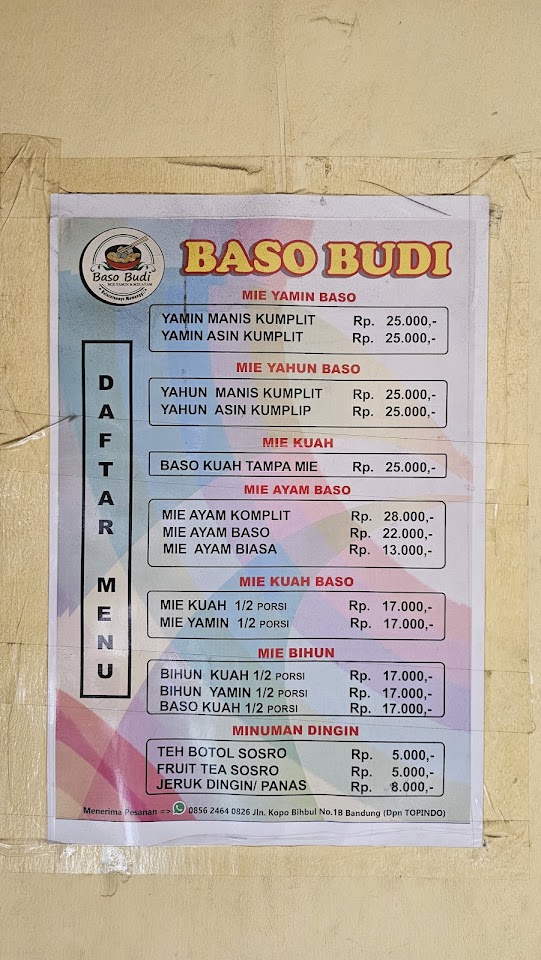 BASO BUDI
Baso Budi
MIE YAMIN & MIE AYAM
DAFTAR MENU
MIE YAMIN BASO
YAMIN MANIS KUMPLIT Rp. 25.000,-
YAMIN ASIN KUMPLIT Rp. 25.000,-
MIE YAHUN BASO
YAHUN MANIS KUMPLIT Rp. 25.000,-
YAHUN ASIN KUMPLIP Rp. 25.000,-
MIE KUAH
BASO KUAH TAMPA MIE Rp. 25.000,-
MIE AYAM BASO
MIE AYAM KOMPLIT Rp. 28.000,-
MIE AYAM BASO Rp. 22.000,-
MIE AYAM BIASA Rp. 13.000,-
MIE KUAH BASO
MIE KUAH 1/2 PORSI Rp. 17.000,-
MIE YAMIN 1/2 PORSI Rp. 17.000,-
MIE BIHUN
BIHUN KUAH 1/2 PORSI Rp. 17.000,-
BIHUN YAMIN 1/2 PORSI Rp. 17.000,-
BASO KUAH 1/2 PORSI Rp. 17.000,-
MINUMAN DINGIN
TEH BOTOL SOSRO Rp. 5.000,-
FRUIT TEA SOSRO Rp. 5.000,-
JERUK DINGIN/ PANAS Rp. 8.000,-
Menerima Pesanan => 0856 2464 0826 Jln. Kopo Bihbul No.1B Bandung (Dpn TOPINDO)